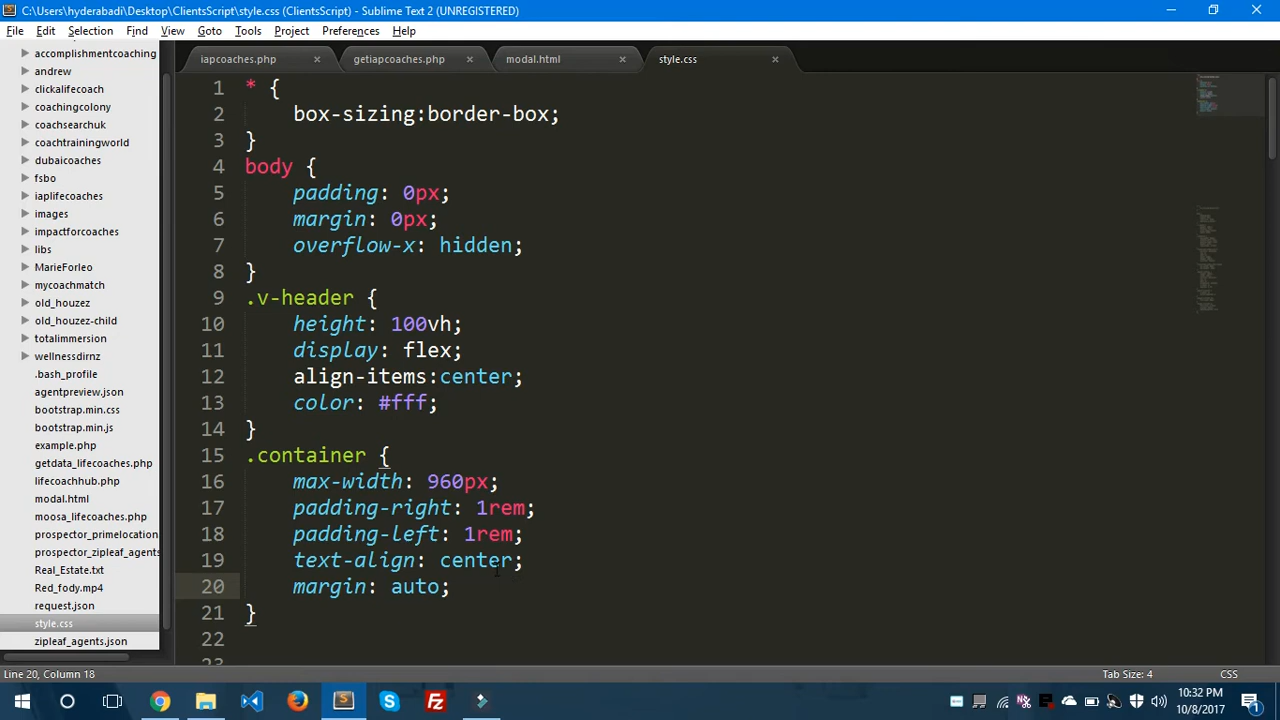 C:\Users\hyderabadi\Desktop\ClientsScript\style.css (ClientsScript) - Sublime Text 2 (UNREGISTERED)
File Edit Selection Find View Goto Tools Project Preferences Help
iapcoaches.php × getiapcoaches.php × modal.html × style.css ×
accomplishmentcoaching
andrew
clickalifecoach
coachingcolony
coachsearchuk
coachtrainingworld
dubaicoaches
fsbo
iaplifecoaches
images
impactforcoaches
libs
MarieForleo
mycoachmatch
old_houzez
old_houzez-child
totalimmersion
wellnessdirnz
.bash_profile
agentpreview.json
bootstrap.min.css
bootstrap.min.js
example.php
getdata_lifecoaches.php
lifecoachhub.php
modal.html
moosa_lifecoaches.php
prospector_primelocation
prospector_zipleaf_agents
Real_Estate.txt
Red_fody.mp4
request.json
style.css
zipleaf_agents.json
1 * {
2 box-sizing:border-box;
3 }
4 body {
5 padding: 0px;
6 margin: 0px;
7 overflow-x: hidden;
8 }
9 .v-header {
10 height: 100vh;
11 display: flex;
12 align-items:center;
13 color: #fff;
14 }
15 .container {
16 max-width: 960px;
17 padding-right: 1rem;
18 padding-left: 1rem;
19 text-align: center;
20 margin: auto;
21 }
22
23
Line 20, Column 18 Tab Size: 4 CSS
10:32 PM
10/8/2017